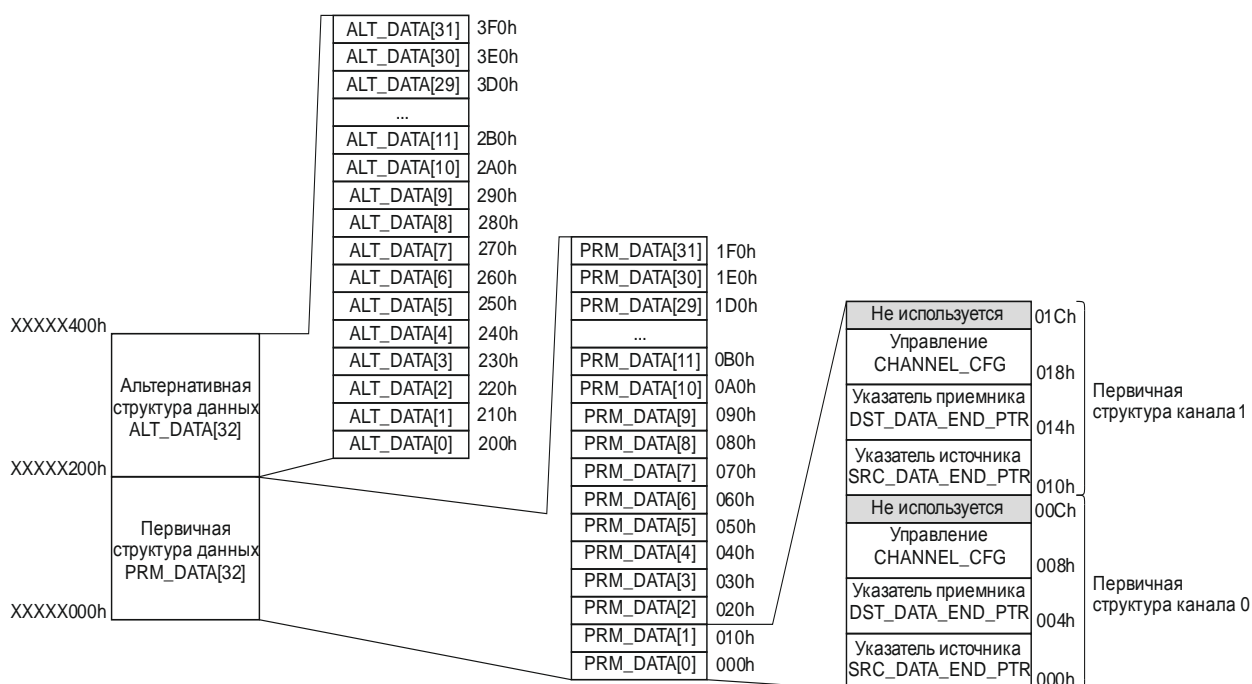 ALT_DATA[31] 3F0h
ALT_DATA[30] 3E0h
ALT_DATA[29] 3D0h
...
ALT_DATA[11] 2B0h
ALT_DATA[10] 2A0h
ALT_DATA[9] 290h
ALT_DATA[8] 280h
ALT_DATA[7] 270h
ALT_DATA[6] 260h
ALT_DATA[5] 250h
ALT_DATA[4] 240h
ALT_DATA[3] 230h
ALT_DATA[2] 220h
ALT_DATA[1] 210h
ALT_DATA[0] 200h
XXXXX400h
Альтернативная
структура данных
ALT_DATA[32]
XXXXX200h
Первичная
структура данных
PRM_DATA[32]
XXXXX000h
PRM_DATA[31] 1F0h
PRM_DATA[30] 1E0h
PRM_DATA[29] 1D0h
...
PRM_DATA[11] 0B0h
PRM_DATA[10] 0A0h
PRM_DATA[9] 090h
PRM_DATA[8] 080h
PRM_DATA[7] 070h
PRM_DATA[6] 060h
PRM_DATA[5] 050h
PRM_DATA[4] 040h
PRM_DATA[3] 030h
PRM_DATA[2] 020h
PRM_DATA[1] 010h
PRM_DATA[0] 000h
Не используется 01Ch
Управление
CHANNEL_CFG 018h
Указатель приемника
DST_DATA_END_PTR 014h
Указатель источника
SRC_DATA_END_PTR 010h
Первичная
структура канала 1
Не используется 00Ch
Управление
CHANNEL_CFG 008h
Указатель приемника
DST_DATA_END_PTR 004h
Указатель источника
SRC_DATA_END_PTR 000h
Первичная
структура канала 0